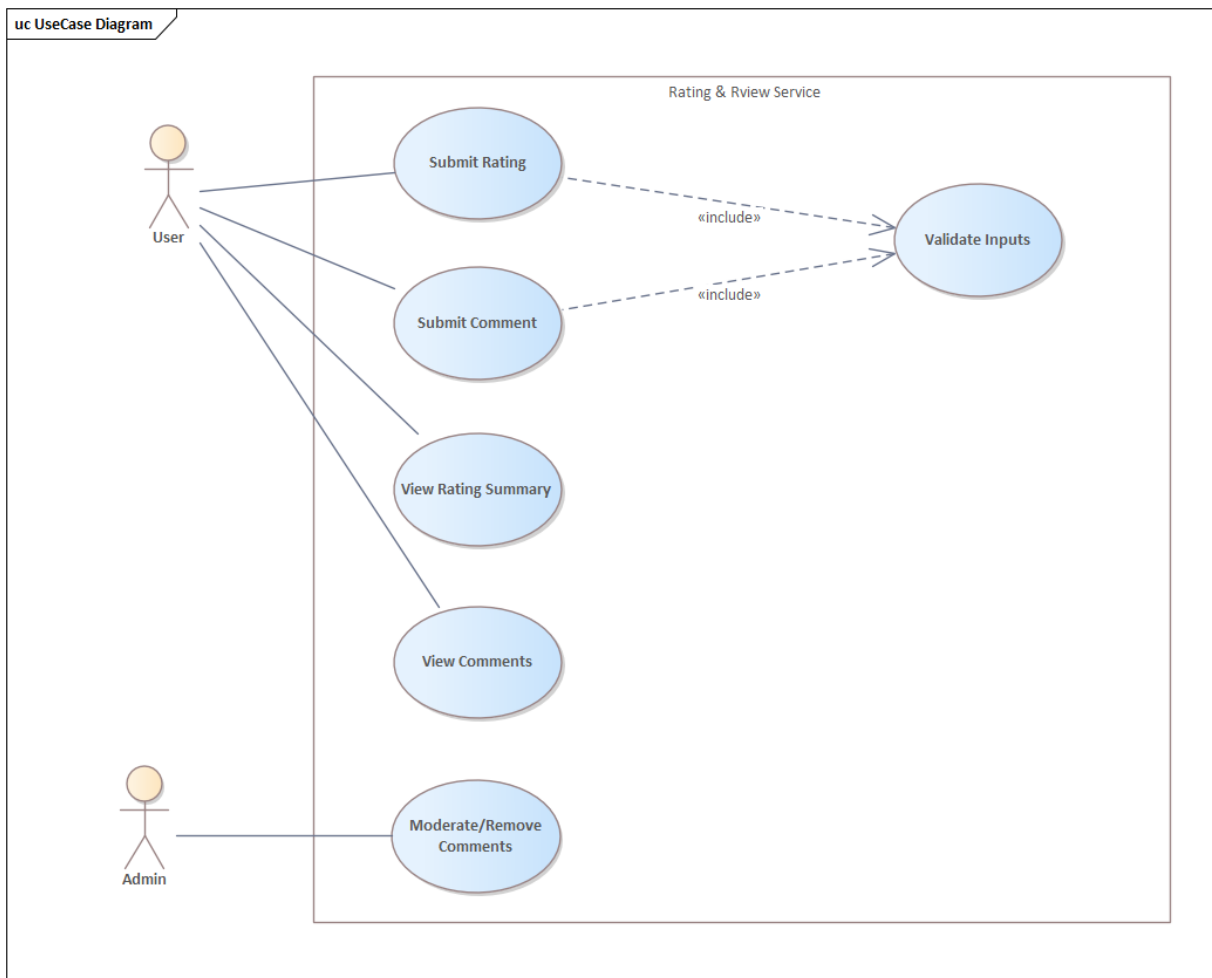 uc UseCase Diagram
Rating & Rview Service
Submit Rating
«include»
Validate Inputs
User
Submit Comment
«include»
View Rating Summary
View Comments
Moderate/Remove
Comments
Admin